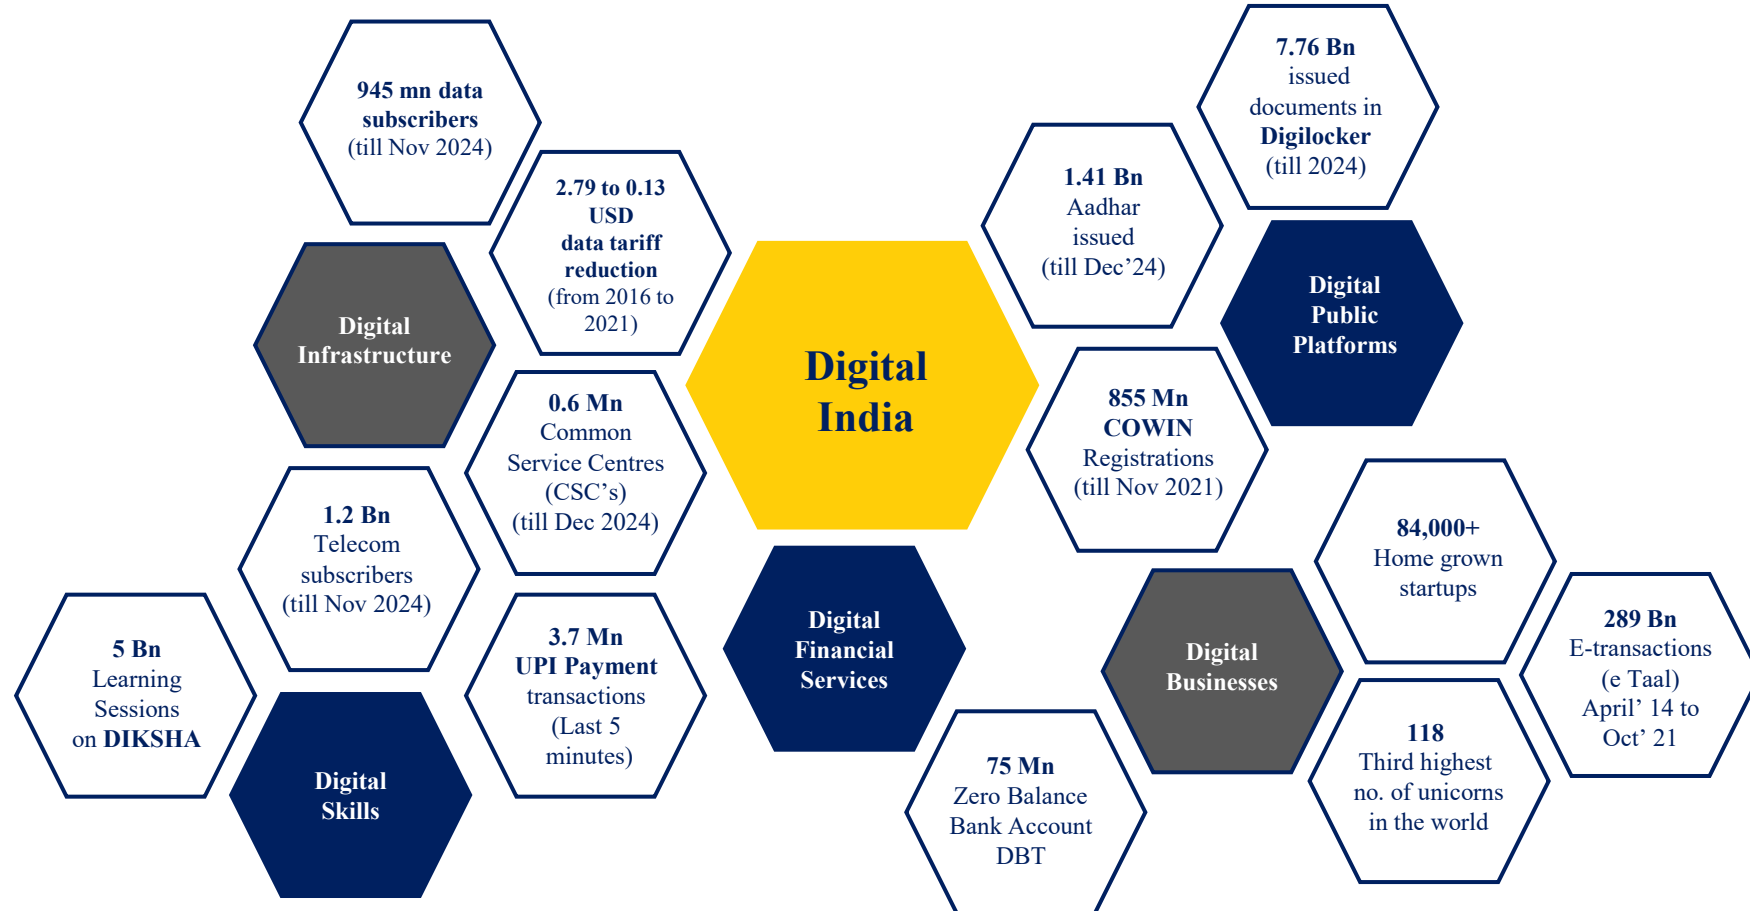 945 mn data
subscribers
(till Nov 2024)
2.79 to 0.13
USD
data tariff
reduction
(from 2016 to
2021)
Digital
Infrastructure
0.6 Mn
Common
Service Centres
(CSC's)
(till Dec 2024)
1.2 Bn
Telecom
subscribers
(till Nov 2024)
5 Bn
Learning
Sessions
on DIKSHA
Digital
Skills
3.7 Mn
UPI Payment
transactions
(Last 5
minutes)
Digital
India
Digital
Financial
Services
75 Mn
Zero Balance
Bank Account
DBT
7.76 Bn
issued
documents in
Digilocker
(till 2024)
1.41 Bn
Aadhar
issued
(till Dec’24)
Digital
Public
Platforms
855 Mn
COWIN
Registrations
(till Nov 2021)
84,000+
Home grown
startups
Digital
Businesses
289 Bn
E-transactions
(e Taal)
April’ 14 to
Oct’ 21
118
Third highest
no. of unicorns
in the world